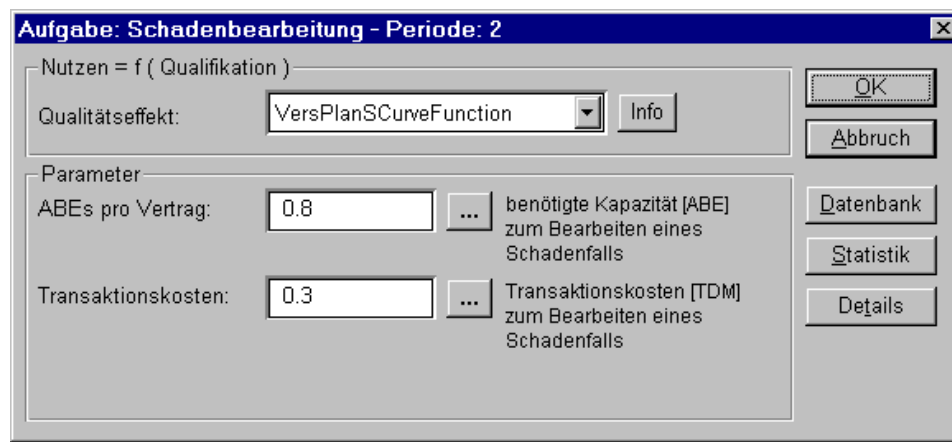 Aufgabe: Schadenbearbeitung - Periode: 2
Nutzen = f ( Qualifikation )
Qualitätseffekt:
VersPlanSCurveFunction
Info
OK
Abbruch
Parameter
ABEs pro Vertrag:
0.8
...
benötigte Kapazität [ABE]
zum Bearbeiten eines
Schadenfalls
Transaktionskosten:
0.3
...
Transaktionskosten [TDM]
zum Bearbeiten eines
Schadenfalls
Datenbank
Statistik
Details